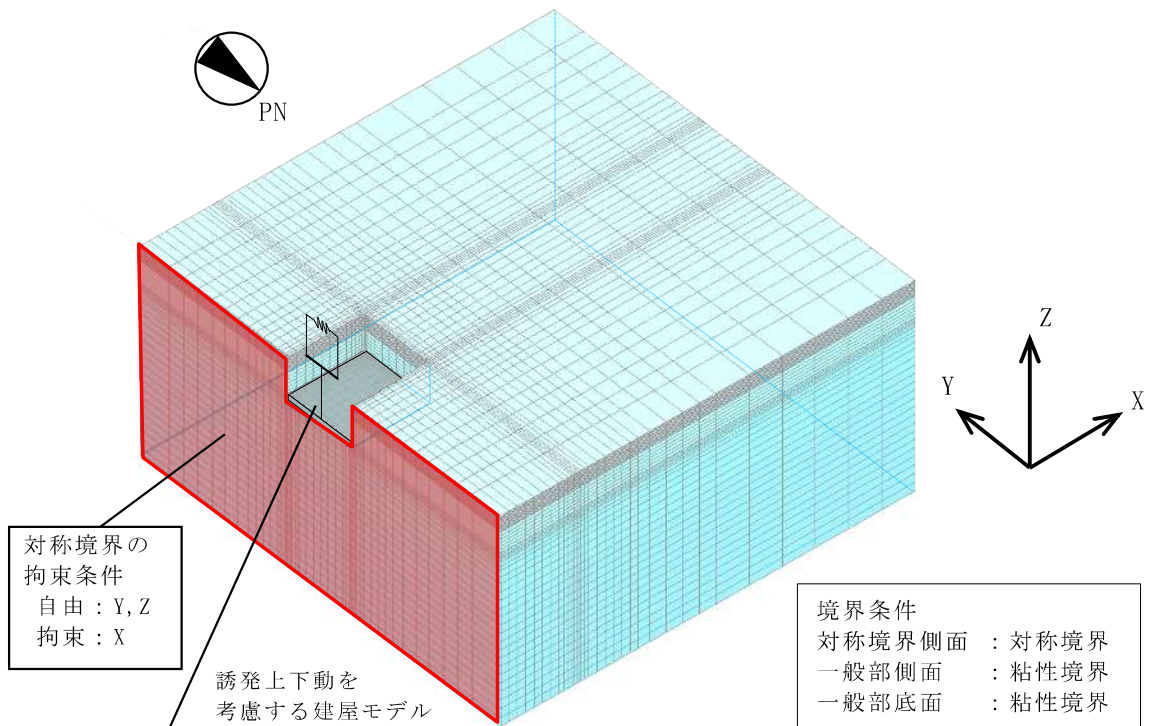 PN
Z
Y
X
対称境界の
拘束条件
自由：Y,Z
拘束：X
誘発上下動を
考慮する建屋モデル
境界条件
対称境界側面 ：対称境界
一般部側面 ：粘性境界
一般部底面 ：粘性境界